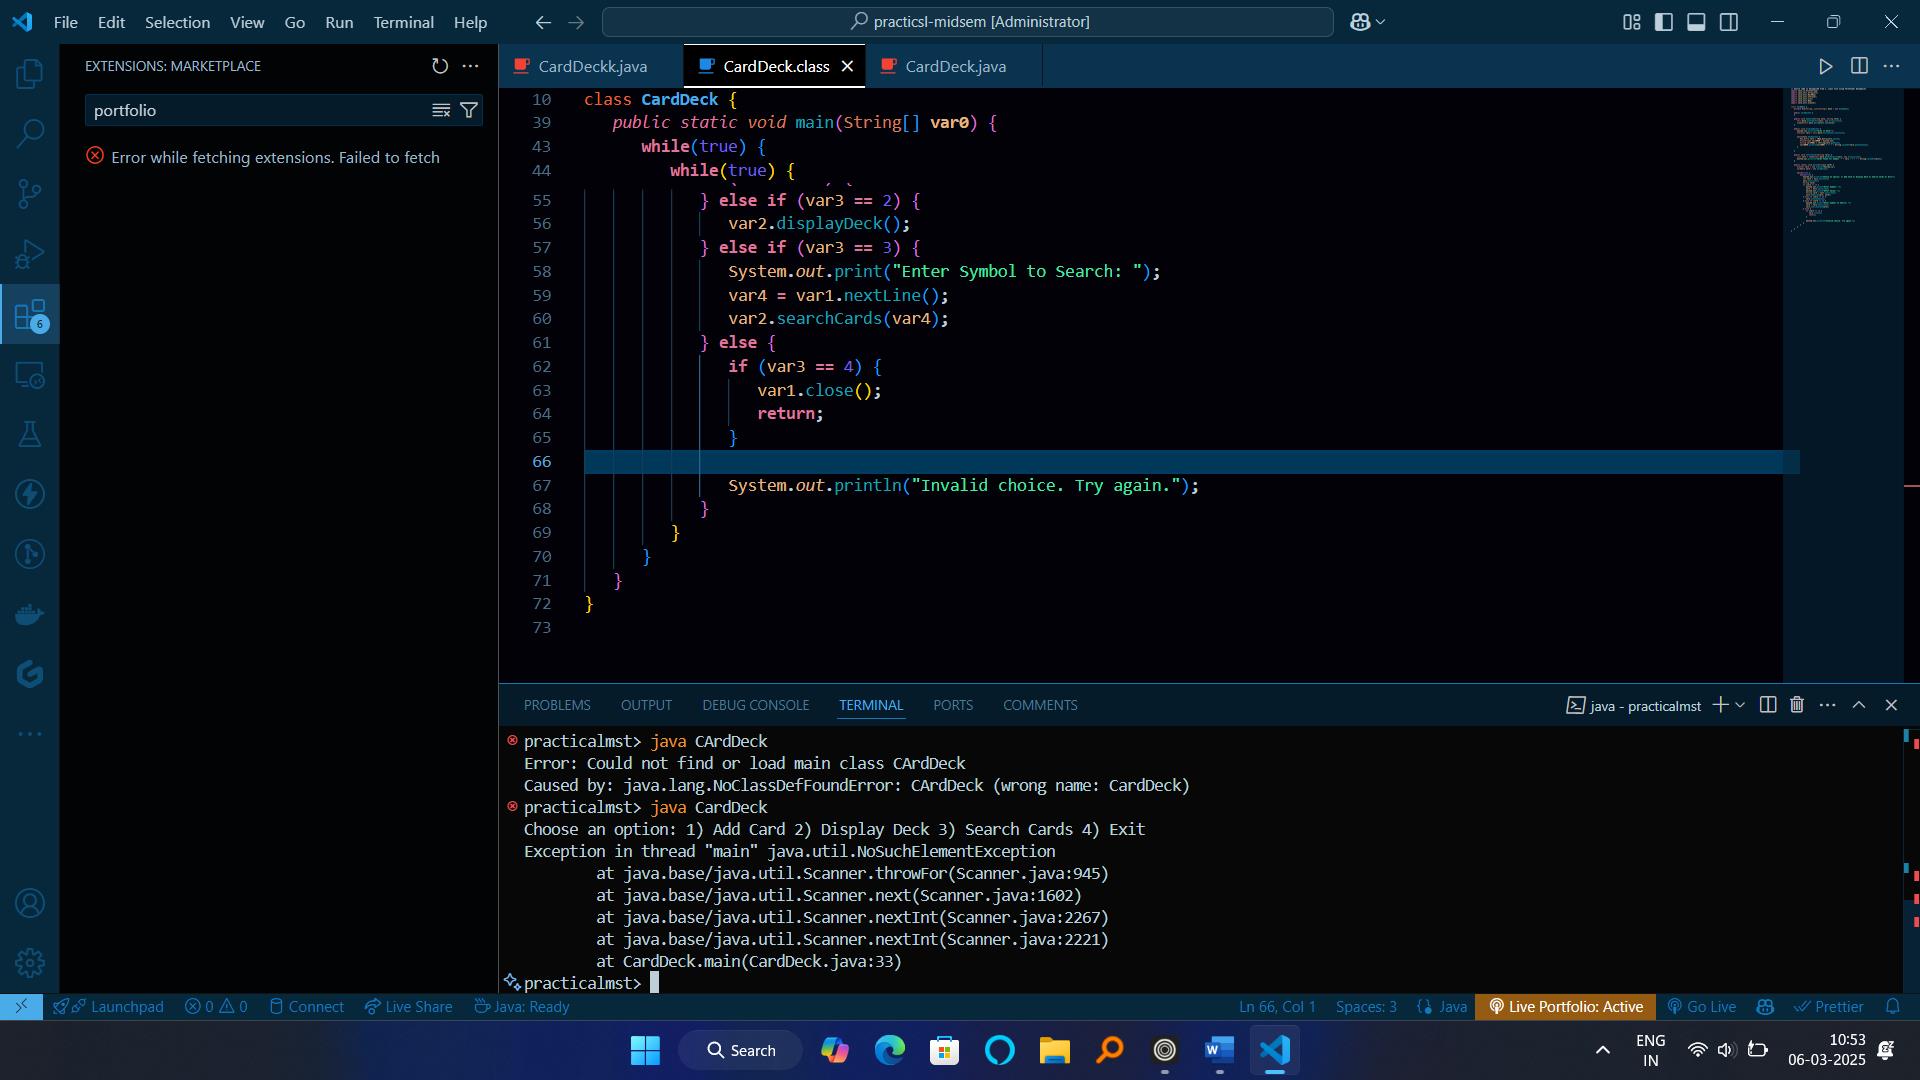 File Edit Selection View Go Run Terminal Help
practicsl-midsem [Administrator]
EXTENSIONS: MARKETPLACE
portfolio
Error while fetching extensions. Failed to fetch
6
CardDeckk.java
CardDeck.class
CardDeck.java
10 class CardDeck {
39 public static void main(String[] var0) {
43 while(true) {
44 while(true) {
55 } else if (var3 == 2) {
56 var2.displayDeck();
57 } else if (var3 == 3) {
58 System.out.print("Enter Symbol to Search: ");
59 var4 = var1.nextLine();
60 var2.searchCards(var4);
61 } else {
62 if (var3 == 4) {
63 var1.close();
64 return;
65 }
66
67 System.out.println("Invalid choice. Try again.");
68 }
69 }
70 }
71 }
72 }
73
PROBLEMS OUTPUT DEBUG CONSOLE TERMINAL PORTS COMMENTS
java - practicalmst
practicalmst> java CArdDeck
Error: Could not find or load main class CArdDeck
Caused by: java.lang.NoClassDefFoundError: CArdDeck (wrong name: CardDeck)
practicalmst> java CardDeck
Choose an option: 1) Add Card 2) Display Deck 3) Search Cards 4) Exit
Exception in thread "main" java.util.NoSuchElementException
at java.base/java.util.Scanner.throwFor(Scanner.java:945)
at java.base/java.util.Scanner.next(Scanner.java:1602)
at java.base/java.util.Scanner.nextInt(Scanner.java:2267)
at java.base/java.util.Scanner.nextInt(Scanner.java:2221)
at CardDeck.main(CardDeck.java:33)
practicalmst>
Launchpad 0 0 Connect Live Share Java: Ready
Ln 66, Col 1 Spaces: 3 Java Live Portfolio: Active Go Live Prettier
Search
ENG
IN
10:53
06-03-2025